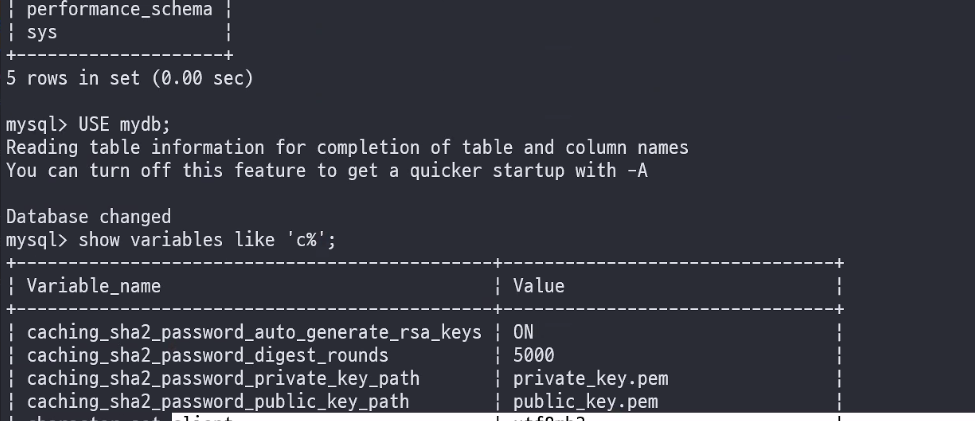 | performance_schema |
| sys                |
+--------------------+
5 rows in set (0.00 sec)
mysql> USE mydb;
Reading table information for completion of table and column names
You can turn off this feature to get a quicker startup with -A
Database changed
mysql> show variables like 'c%';
+----------------------------------------------+--------------------------------+
| Variable_name                                | Value                          |
+----------------------------------------------+--------------------------------+
| caching_sha2_password_auto_generate_rsa_keys | ON                             |
| caching_sha2_password_digest_rounds          | 5000                           |
| caching_sha2_password_private_key_path       | private_key.pem                |
| caching_sha2_password_public_key_path        | public_key.pem                 |